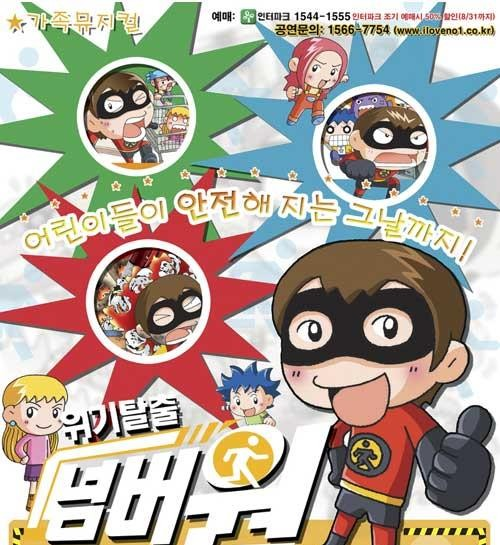 가족뮤지컬
예매: 인터파크 1544-1555 인터파크 조기 예매시 50% 할인(8/31까지)
공연문의: 1566-7754 (www.iloveno1.co.kr)
어린이들이 안전해 지는 그날까지!
위기탈출
넘버원